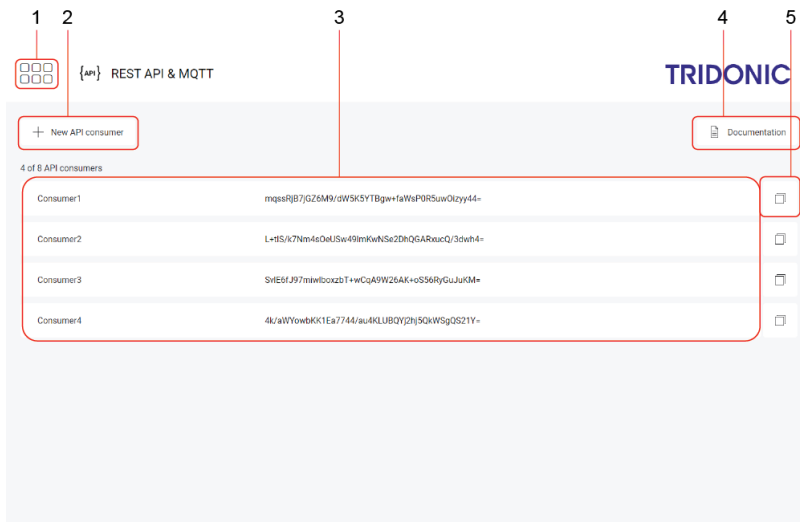 1 2 3 4 5
{API} REST API & MQTT TRIDONIC
New API consumer Documentation
4 of 8 API consumers
Consumer1 mqssRjB7jGZ6M9/dW5K5YTBgw+faWsP0R5uwOizyy44=
Consumer2 L+tIS/k7Nm4sOeUSw49ImKwNSe2DhQGARxucQ/3dwh4=
Consumer3 SvlE6fJ97miwlboxzbT+wCqA9W26AK+oS56RyGuJuKM=
Consumer4 4k/aWYowbKK1Ea7744/au4KLUBQYj2hj5QkWSgQS21Y=